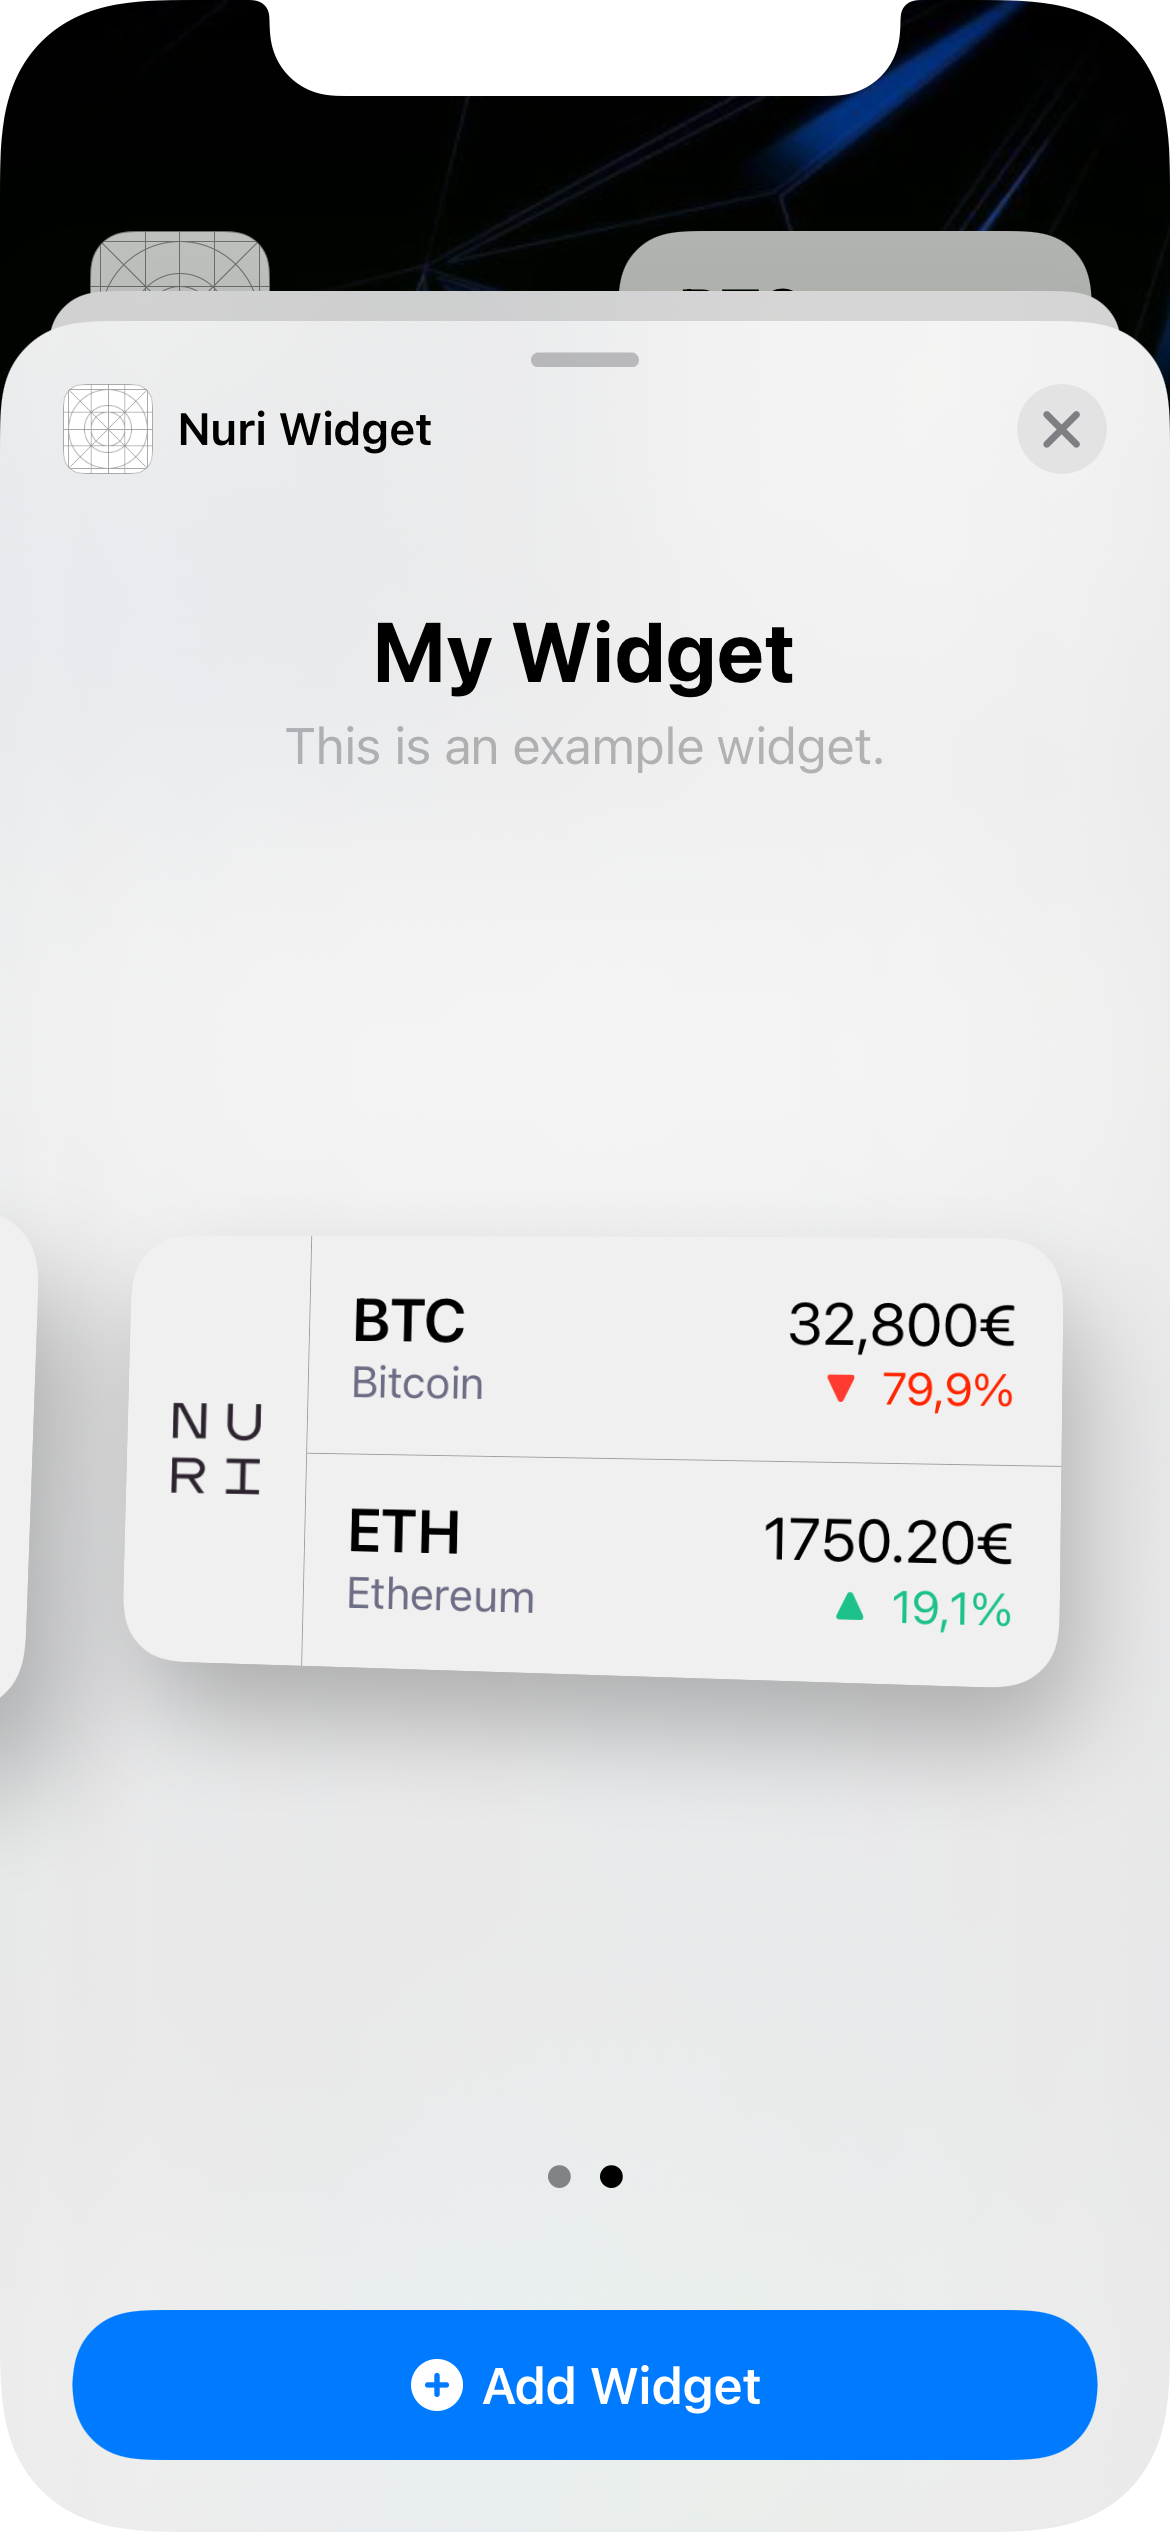 Nuri Widget
My Widget
This is an example widget.
NU
RI
BTC
Bitcoin
32,800€
▼ 79,9%
ETH
Ethereum
1750.20€
▲ 19,1%
Add Widget